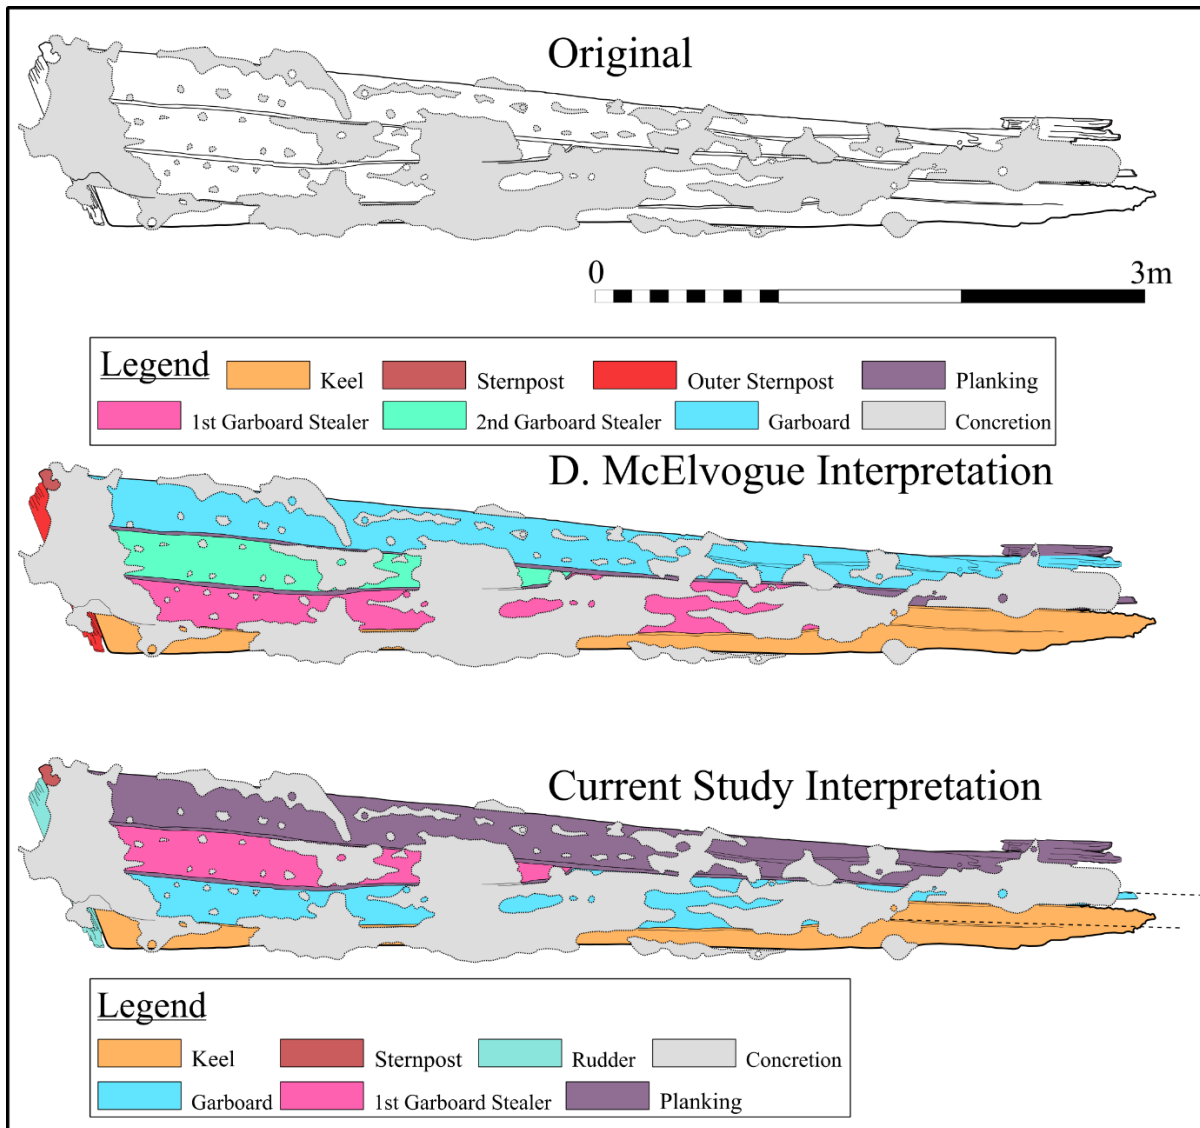 Original
0 3m
Legend Keel Sternpost Outer Sternpost Planking
1st Garboard Stealer 2nd Garboard Stealer Garboard Concretion
D. McElvogue Interpretation
Current Study Interpretation
Legend
Keel Sternpost Rudder Concretion
Garboard 1st Garboard Stealer Planking